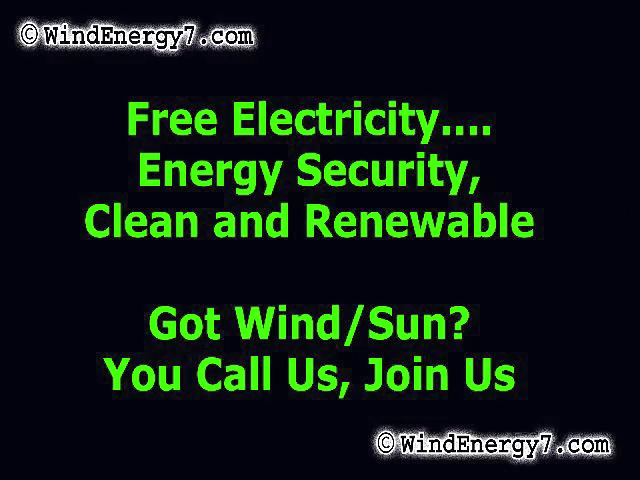 © WindEnergy7.com
Free Electricity....
Energy Security,
Clean and Renewable
Got Wind/Sun?
You Call Us, Join Us
© WindEnergy7.com